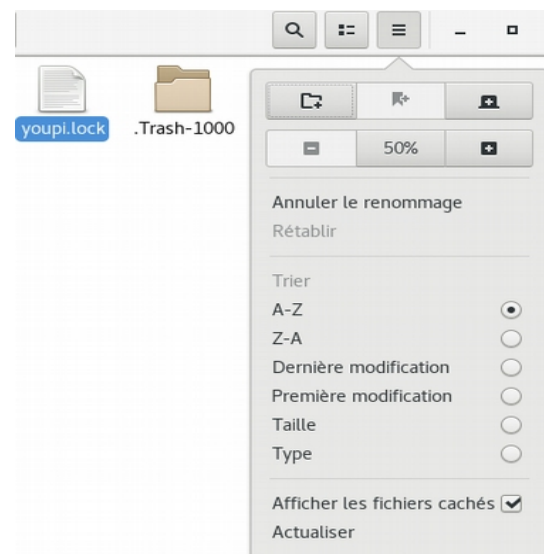 youpi.lock
.Trash-1000
50%
Annuler le renommage
Rétablir
Trier
A-Z
Z-A
Dernière modification
Première modification
Taille
Type
Afficher les fichiers cachés
Actualiser